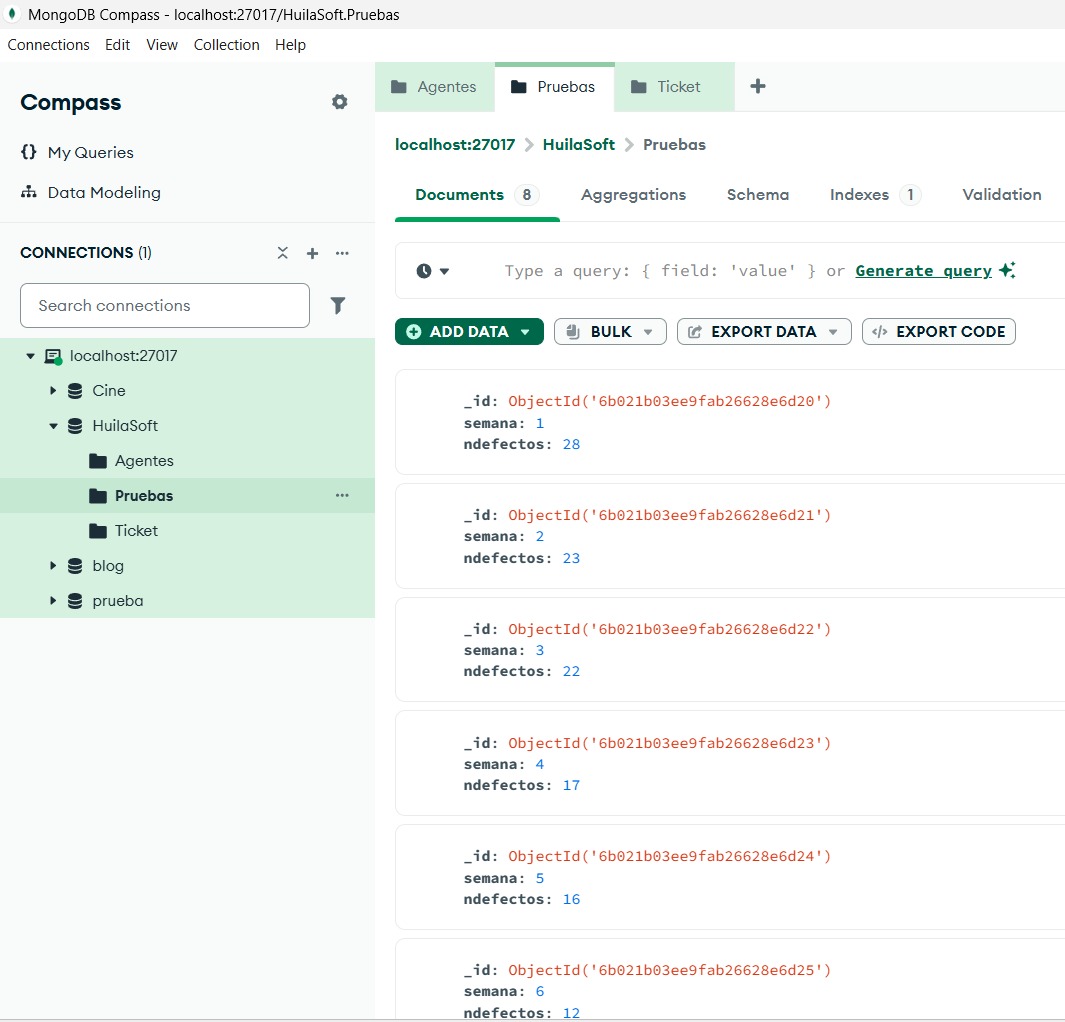 MongoDB Compass - localhost:27017/HuilaSoft.Pruebas
Connections Edit View Collection Help
Compass
{} My Queries
Data Modeling
CONNECTIONS (1)
Search connections
localhost:27017
Cine
HuilaSoft
Agentes
Pruebas
Ticket
blog
prueba
Agentes Pruebas Ticket
localhost:27017 HuilaSoft Pruebas
Documents 8 Aggregations Schema Indexes 1 Validation
Type a query: { field: 'value' } or Generate query
ADD DATA BULK EXPORT DATA EXPORT CODE
_id: ObjectId('6b021b03ee9fab26628e6d20')
semana: 1
ndefectos: 28
_id: ObjectId('6b021b03ee9fab26628e6d21')
semana: 2
ndefectos: 23
_id: ObjectId('6b021b03ee9fab26628e6d22')
semana: 3
ndefectos: 22
_id: ObjectId('6b021b03ee9fab26628e6d23')
semana: 4
ndefectos: 17
_id: ObjectId('6b021b03ee9fab26628e6d24')
semana: 5
ndefectos: 16
_id: ObjectId('6b021b03ee9fab26628e6d25')
semana: 6
ndefectos: 12